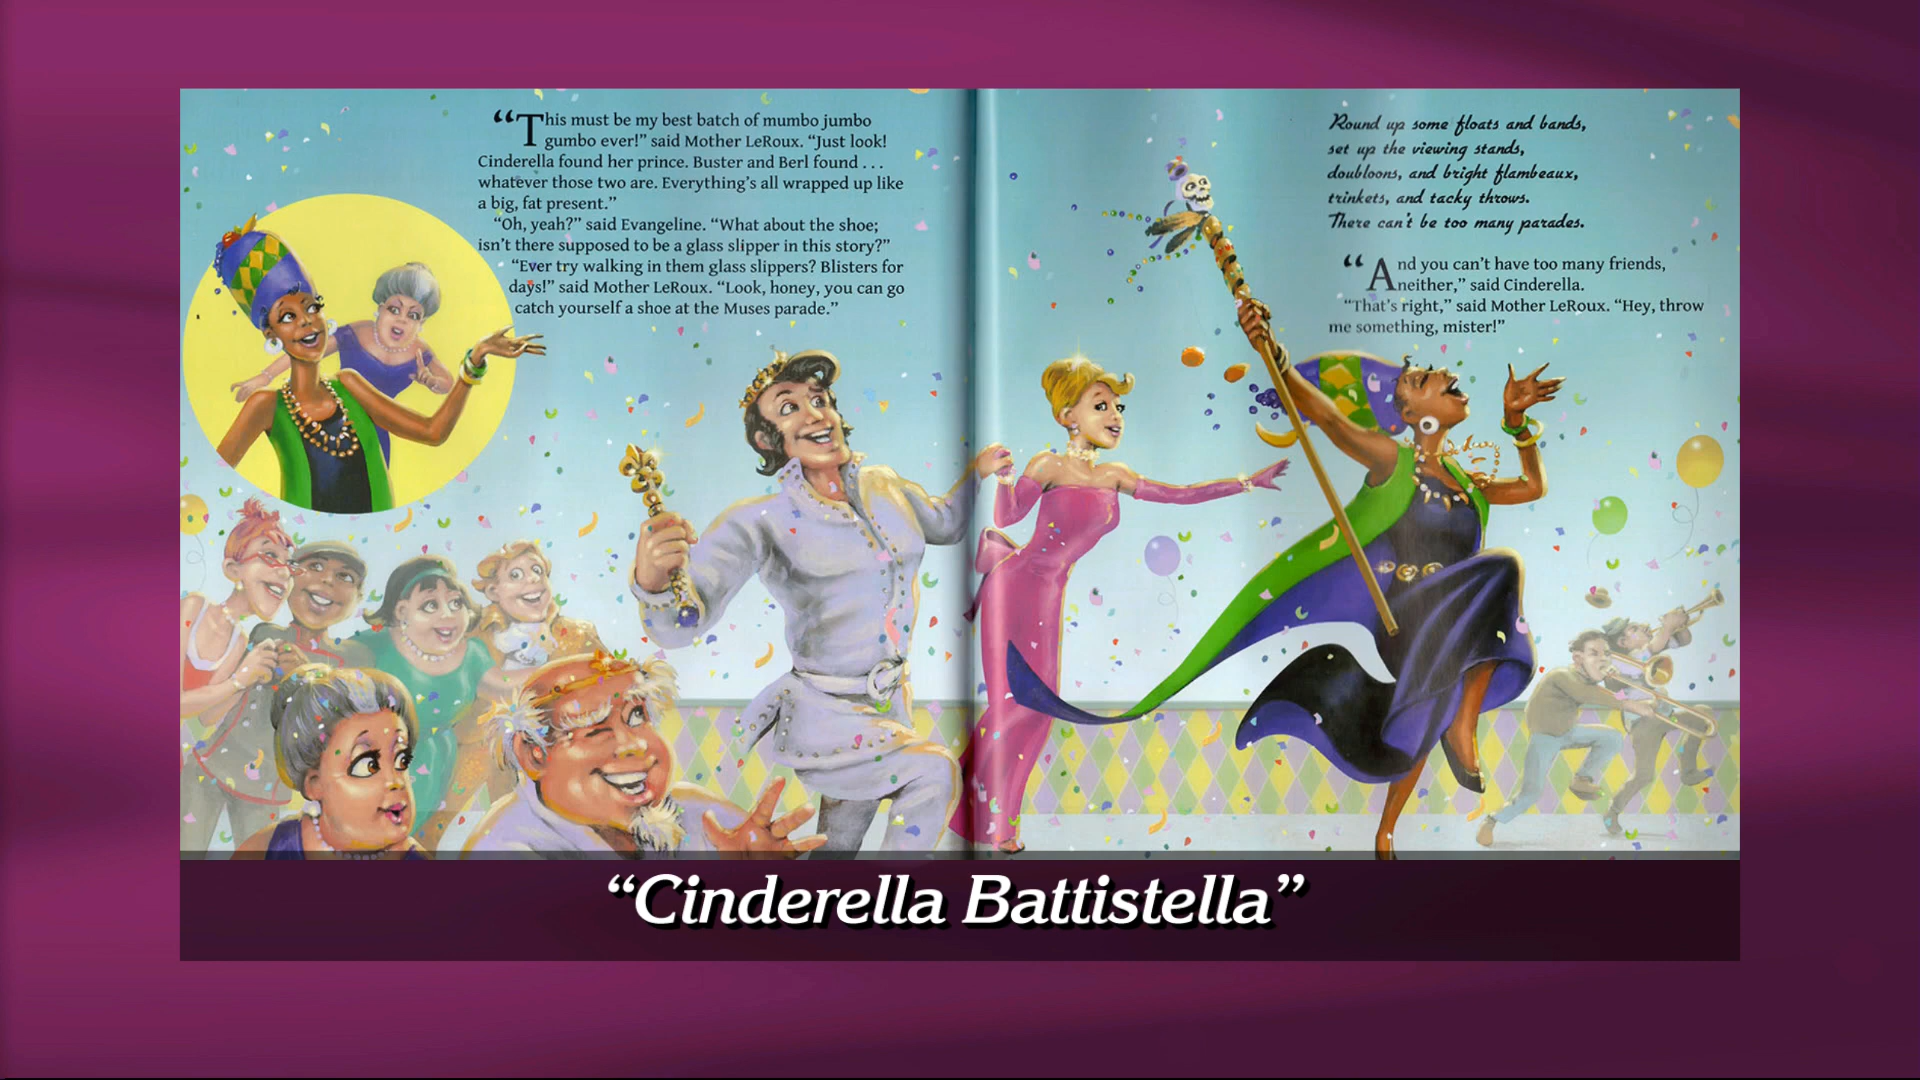 “This must be my best batch of mumbo jumbo
gumbo ever!” said Mother LeRoux. “Just look!
Cinderella found her prince. Buster and Berl found . . .
whatever those two are. Everything’s all wrapped up like
a big, fat present.”
“Oh, yeah?” said Evangeline. “What about the shoe;
isn’t there supposed to be a glass slipper in this story?”
“Ever try walking in them glass slippers? Blisters for
days!” said Mother LeRoux. “Look, honey, you can go
catch yourself a shoe at the Muses parade.”
Round up some floats and bands,
set up the viewing stands,
doubloons, and bright flambeaux,
trinkets, and tacky throws.
There can’t be too many parades.
“And you can’t have too many friends,
neither,” said Cinderella.
“That’s right,” said Mother LeRoux. “Hey, throw
me something, mister!”
“Cinderella Battistella”